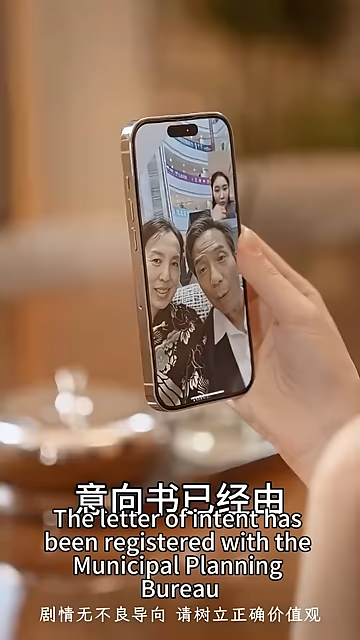 意向书已经由
The letter of intent has
been registered with the
Municipal Planning
Bureau
剧情无不良导向 请树立正确价值观